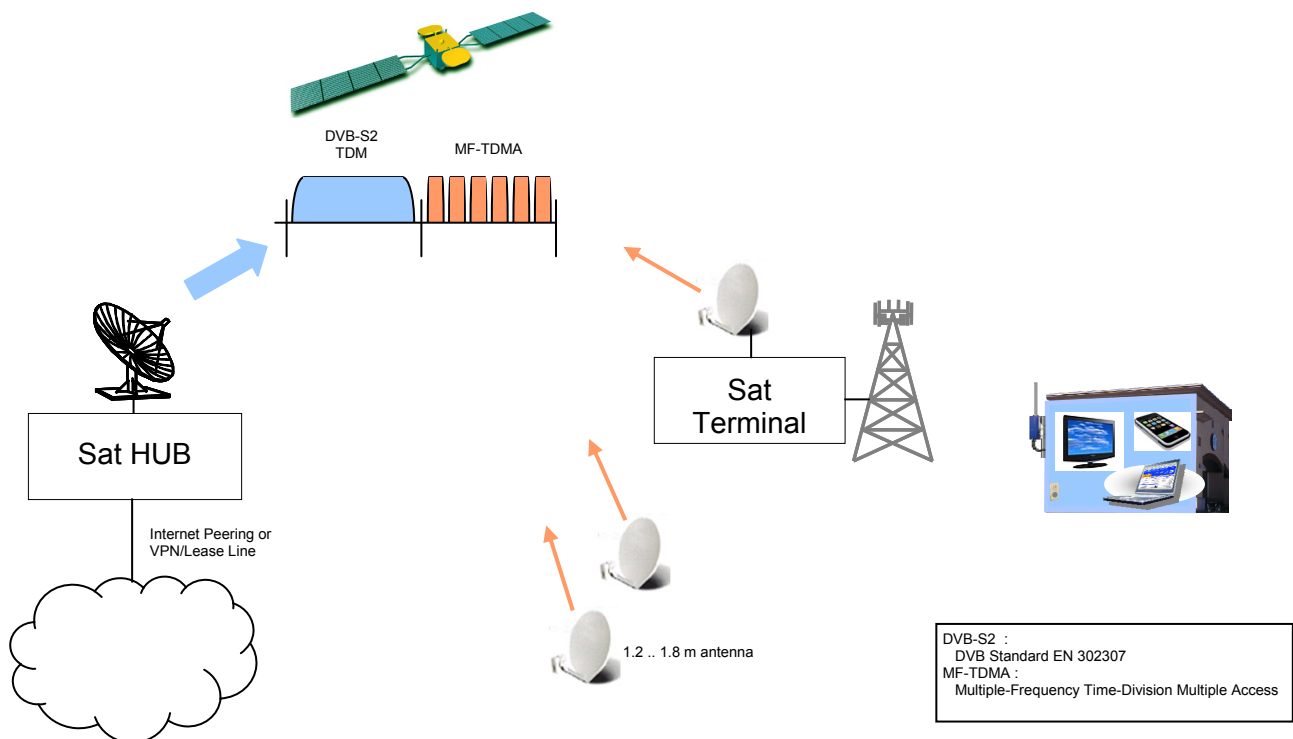 DVB-S2
TDM
MF-TDMA
Sat
Terminal
Sat HUB
Internet Peering or
VPN/Lease Line
1.2 .. 1.8 m antenna
DVB-S2 :
DVB Standard EN 302307
MF-TDMA :
Multiple-Frequency Time-Division Multiple Access